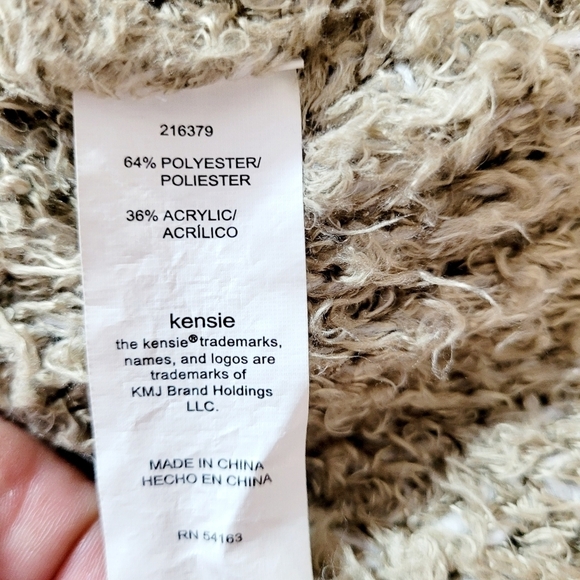 216379
64% POLYESTER/
POLIESTER
36% ACRYLIC/
ACRÍLICO
kensie
the kensie® trademarks,
names, and logos are
trademarks of
KMJ Brand Holdings
LLC.
MADE IN CHINA
HECHO EN CHINA
RN 54163